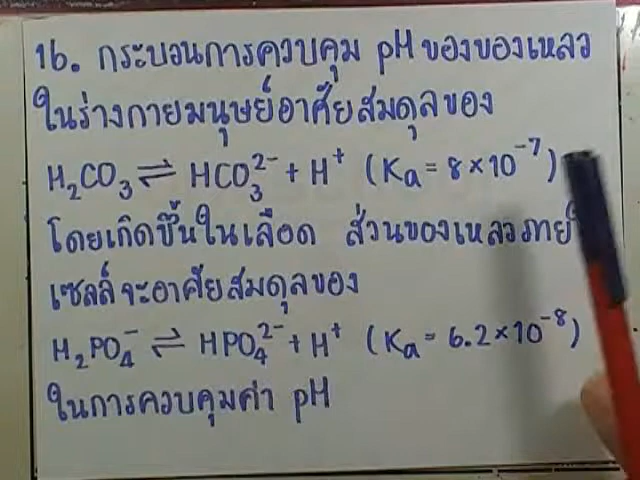 16. กระบวนการควบคุม pH ของของเหลว
ในร่างกายมนุษย์อาศัยสมดุลของ
H₂CO₃ ⇌ HCO₃²⁻ + H⁺ (Ka = 8×10⁻⁷)
โดยเกิดขึ้นในเลือด ส่วนของเหลวภายใ
เซลล์จะอาศัยสมดุลของ
H₂PO₄⁻ ⇌ HPO₄²⁻ + H⁺ (Ka = 6.2×10⁻⁸)
ในการควบคุมค่า pH